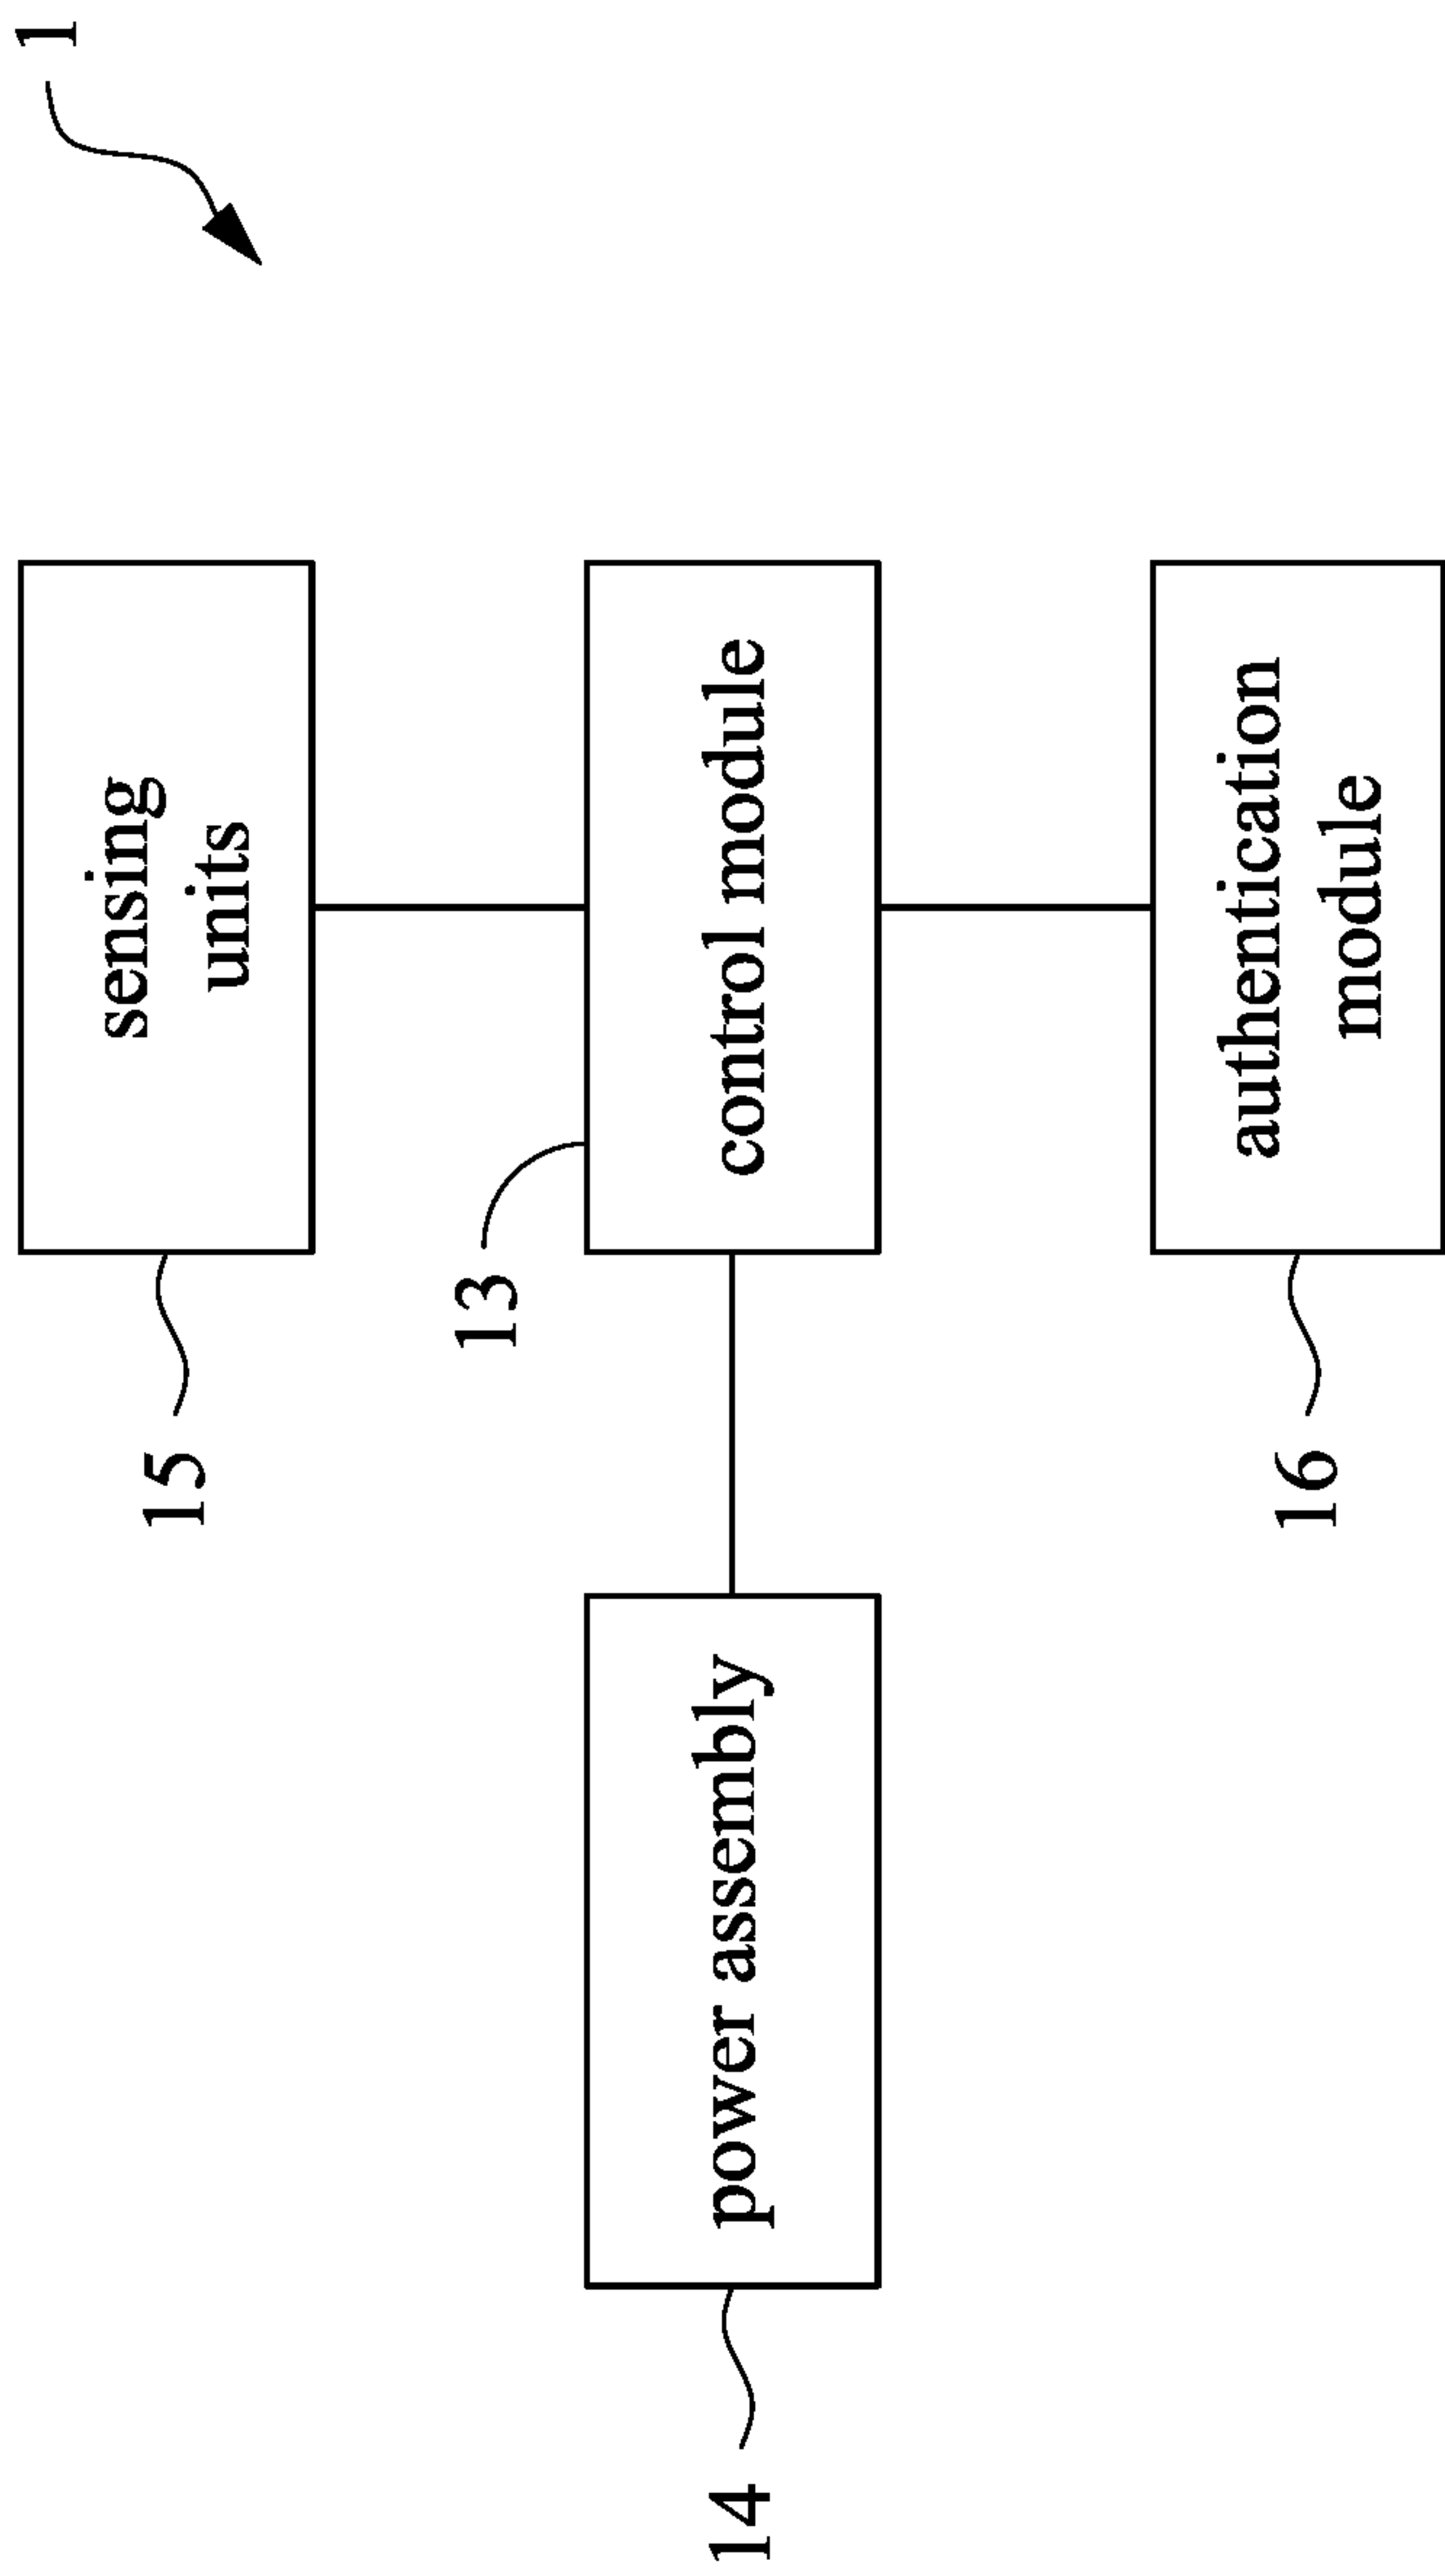 1
15
sensing
units
14
power assembly
13
control module
16
authentication
module